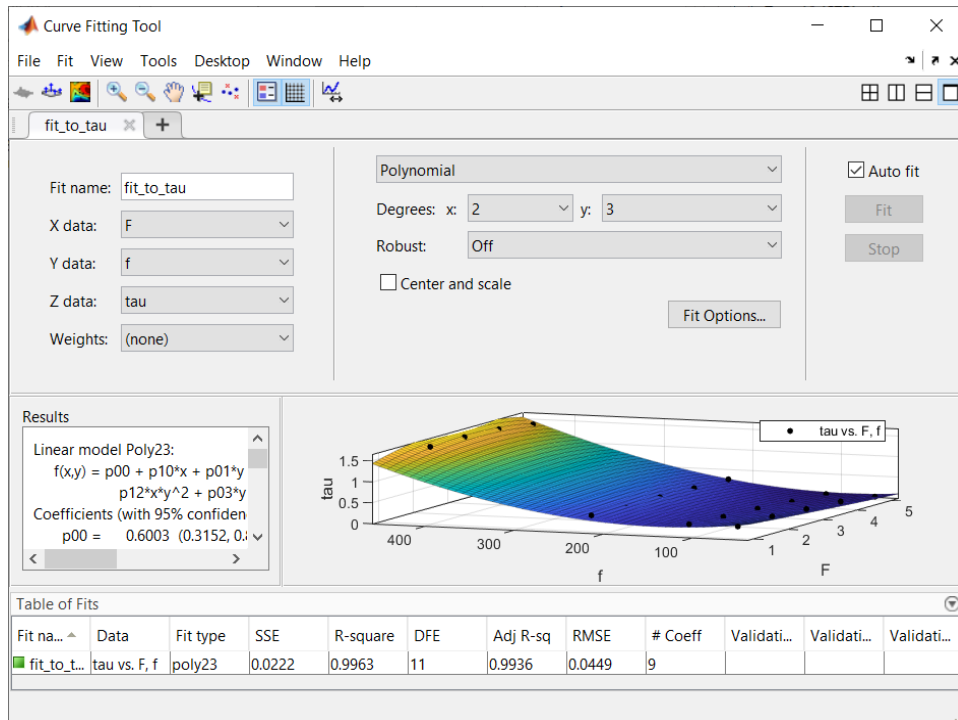 Curve Fitting Tool
File Fit View Tools Desktop Window Help
fit_to_tau
Fit name: fit_to_tau
X data: F
Y data: f
Z data: tau
Weights: (none)
Polynomial
Degrees: x: 2 y: 3
Robust: Off
Center and scale
Fit Options...
Auto fit
Fit
Stop
Results
Linear model Poly23:
f(x,y) = p00 + p10*x + p01*y
p12*x*y^2 + p03*y
Coefficients (with 95% confiden
p00 = 0.6003 (0.3152, 0.8
tau vs. F, f
tau
1.5
1
0.5
0
400 300 200 100
f
1 2 3 4 5
F
Table of Fits
Fit na... Data Fit type SSE R-square DFE Adj R-sq RMSE # Coeff Validati... Validati... Validati...
fit_to_t... tau vs. F, f poly23 0.0222 0.9963 11 0.9936 0.0449 9